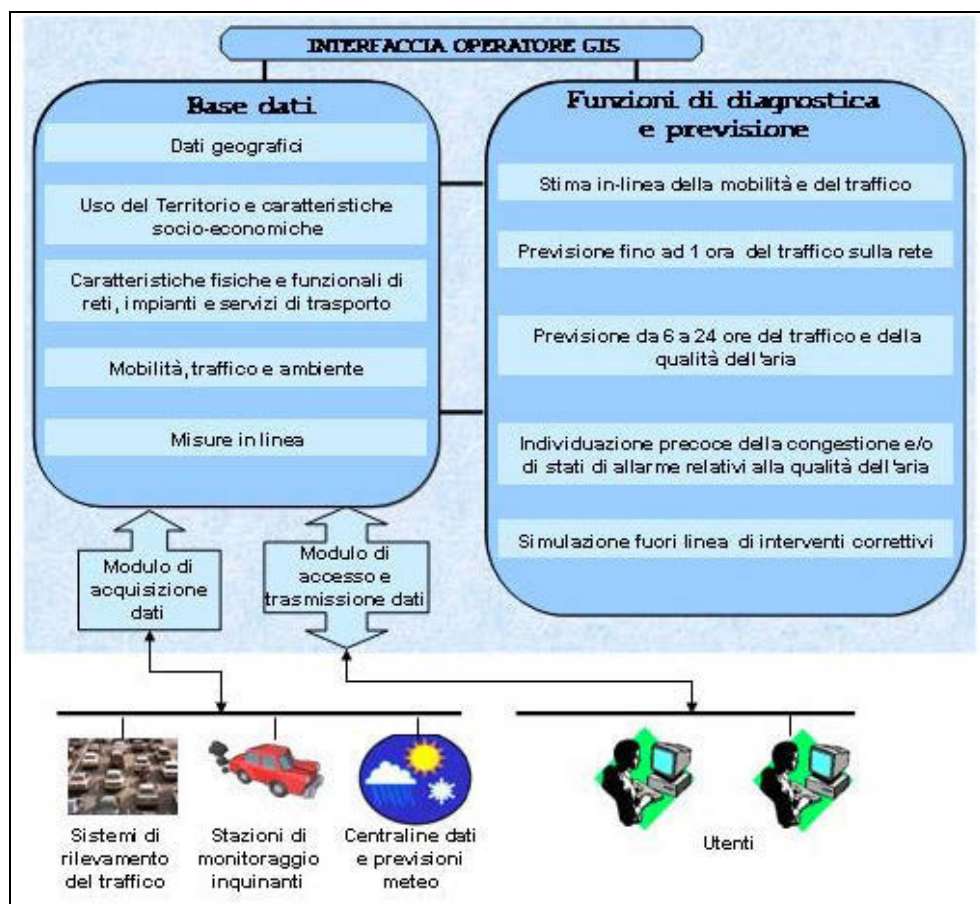 INTERFACCIA OPERATORE GIS
Base dati
Dati geografici
Uso del Territorio e caratteristiche
socio-economiche
Caratteristiche fisiche e funzionali di
reti, impianti e servizi di trasporto
Mobilità, traffico e ambiente
Misure in linea
Funzioni di diagnostica
e previsione
Stima in-linea della mobilità e del traffico
Previsione fino ad 1 ora del traffico sulla rete
Previsione da 6 a 24 ore del traffico e della
qualità dell'aria
Individuazione precoce della congestione e/o
di stati di allarme relativi alla qualità dell'aria
Simulazione fuori linea di interventi correttivi
Modulo di
acquisizione
dati
Modulo di
accesso e
trasmissione dati
Sistemi di
rilevamento
del traffico
Stazioni di
monitoraggio
inquinanti
Centraline dati
e previsioni
meteo
Utenti